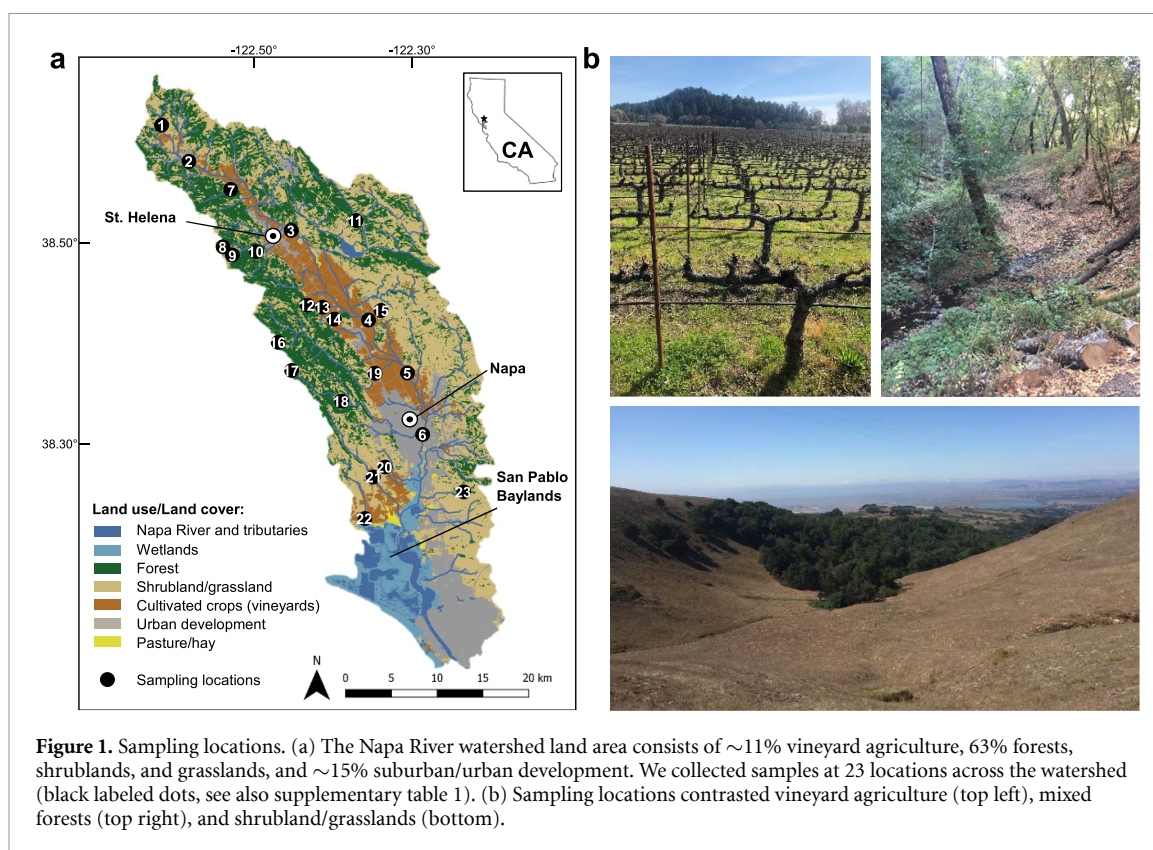 a
-122.50°
-122.30°
b
CA
1
2
7
St. Helena
3
11
38.50°
8
9
10
12
13
15
14
4
16
17
19
5
Napa
18
6
38.30°
20
21
San Pablo
Baylands
23
22
Land use/Land cover:
Napa River and tributaries
Wetlands
Forest
Shrubland/grassland
Cultivated crops (vineyards)
Urban development
Pasture/hay
Sampling locations
N
0 5 10 15 20 km
Figure 1. Sampling locations. (a) The Napa River watershed land area consists of ∼11% vineyard agriculture, 63% forests,
shrublands, and grasslands, and ∼15% suburban/urban development. We collected samples at 23 locations across the watershed
(black labeled dots, see also supplementary table 1). (b) Sampling locations contrasted vineyard agriculture (top left), mixed
forests (top right), and shrubland/grasslands (bottom).